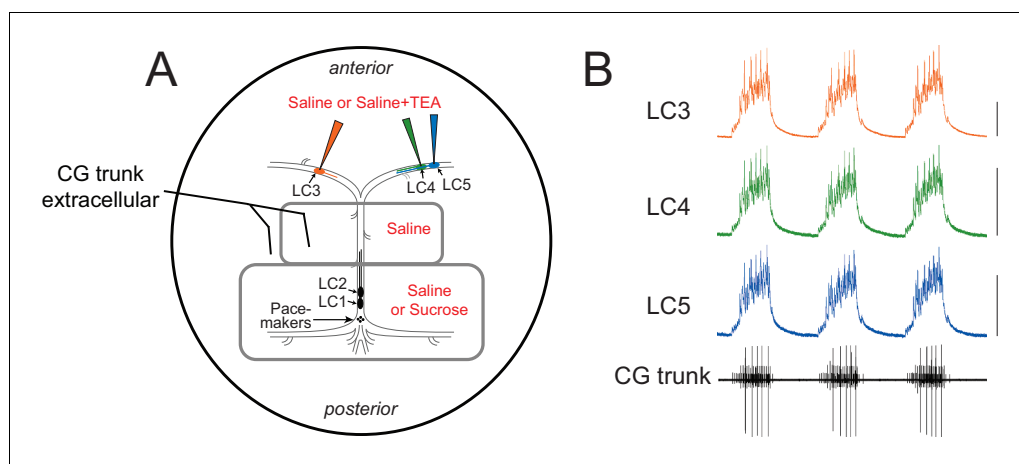 A
anterior
Saline or Saline+TEA
CG trunk
extracellular
LC3
LC4
LC5
Saline
LC2
LC1
Pace-
makers
Saline
or Sucrose
posterior
B
LC3
LC4
LC5
CG trunk